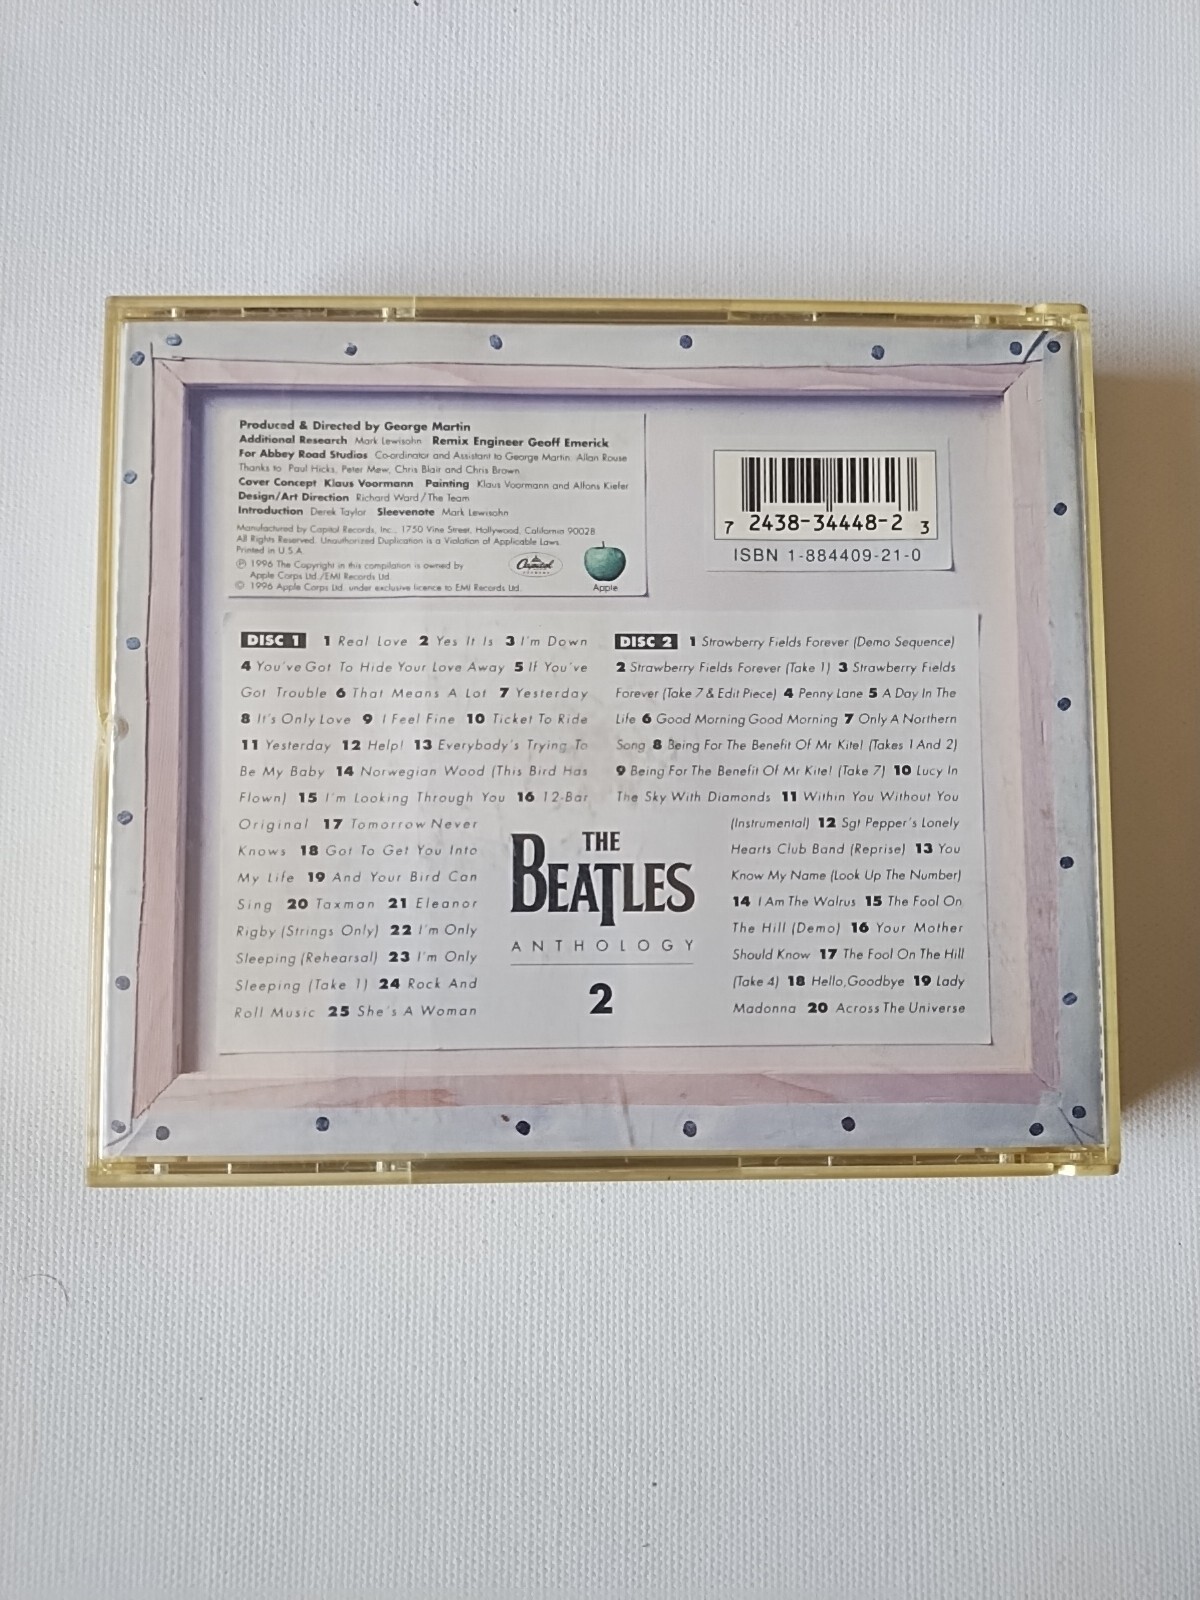 Produced & Directed by George Martin
Additional Research Mark Lewisohn Remix Engineer Geoff Emerick
For Abbey Road Studios Co-ordinator and Assistant to George Martin: Allan Rouse
Thanks to Paul Hicks, Peter Mew, Chris Blair and Chris Brown
Cover Concept Klaus Voormann Painting Klaus Voormann and Alfons Kiefer
Design/Art Direction Richard Ward/The Team
Introduction Derek Taylor Sleevenote Mark Lewisohn
Manufactured by Capitol Records, Inc., 1750 Vine Street, Hollywood, California 90028.
All Rights Reserved. Unauthorized Duplication is a Violation of Applicable Laws.
Printed in U.S.A.
℗ 1996 The Copyright in this compilation is owned by
Apple Corps Ltd./EMI Records Ltd.
© 1996 Apple Corps Ltd. under exclusive licence to EMI Records Ltd.
Capitol
Apple
7 2438-34448-2 3
ISBN 1-884409-21-0
DISC 1 1 Real Love 2 Yes It Is 3 I'm Down
4 You've Got To Hide Your Love Away 5 If You've
Got Trouble 6 That Means A Lot 7 Yesterday
8 It's Only Love 9 I Feel Fine 10 Ticket To Ride
11 Yesterday 12 Help! 13 Everybody's Trying To
Be My Baby 14 Norwegian Wood (This Bird Has
Flown) 15 I'm Looking Through You 16 12-Bar
Original 17 Tomorrow Never
Knows 18 Got To Get You Into
My Life 19 And Your Bird Can
Sing 20 Taxman 21 Eleanor
Rigby (Strings Only) 22 I'm Only
Sleeping (Rehearsal) 23 I'm Only
Sleeping (Take 1) 24 Rock And
Roll Music 25 She's A Woman
THE
BEATLES
ANTHOLOGY
2
DISC 2 1 Strawberry Fields Forever (Demo Sequence)
2 Strawberry Fields Forever (Take 1) 3 Strawberry Fields
Forever (Take 7 & Edit Piece) 4 Penny Lane 5 A Day In The
Life 6 Good Morning Good Morning 7 Only A Northern
Song 8 Being For The Benefit Of Mr Kite! (Takes 1 And 2)
9 Being For The Benefit Of Mr Kite! (Take 7) 10 Lucy In
The Sky With Diamonds 11 Within You Without You
(Instrumental) 12 Sgt Pepper's Lonely
Hearts Club Band (Reprise) 13 You
Know My Name (Look Up The Number)
14 I Am The Walrus 15 The Fool On
The Hill (Demo) 16 Your Mother
Should Know 17 The Fool On The Hill
(Take 4) 18 Hello, Goodbye 19 Lady
Madonna 20 Across The Universe